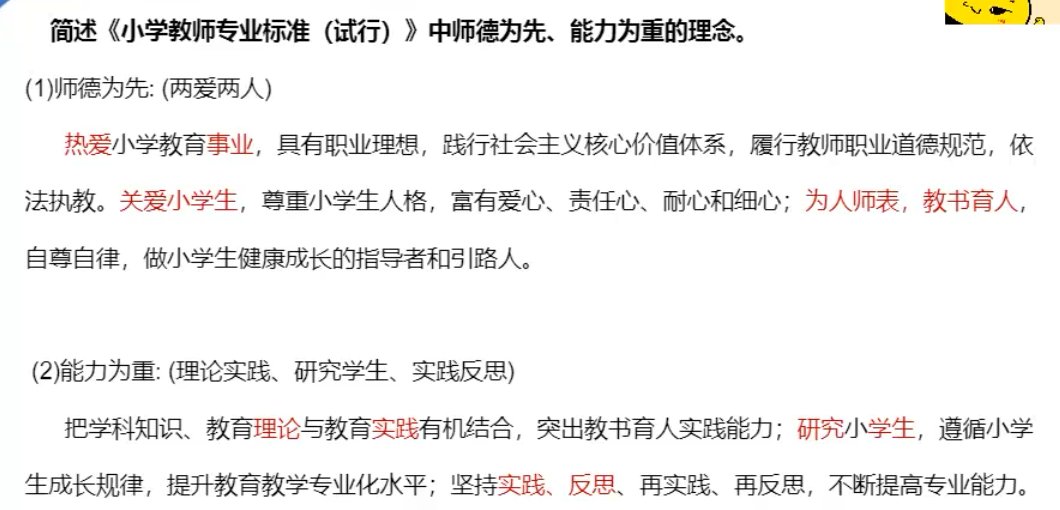 简述《小学教师专业标准（试行）》中师德为先、能力为重的理念。
(1)师德为先: (两爱两人)
热爱小学教育事业，具有职业理想，践行社会主义核心价值体系，履行教师职业道德规范，依
法执教。关爱小学生，尊重小学生人格，富有爱心、责任心、耐心和细心；为人师表，教书育人，
自尊自律，做小学生健康成长的指导者和引路人。
(2)能力为重: (理论实践、研究学生、实践反思)
把学科知识、教育理论与教育实践有机结合，突出教书育人实践能力；研究小学生，遵循小学
生成长规律，提升教育教学专业化水平；坚持实践、反思、再实践、再反思，不断提高专业能力。